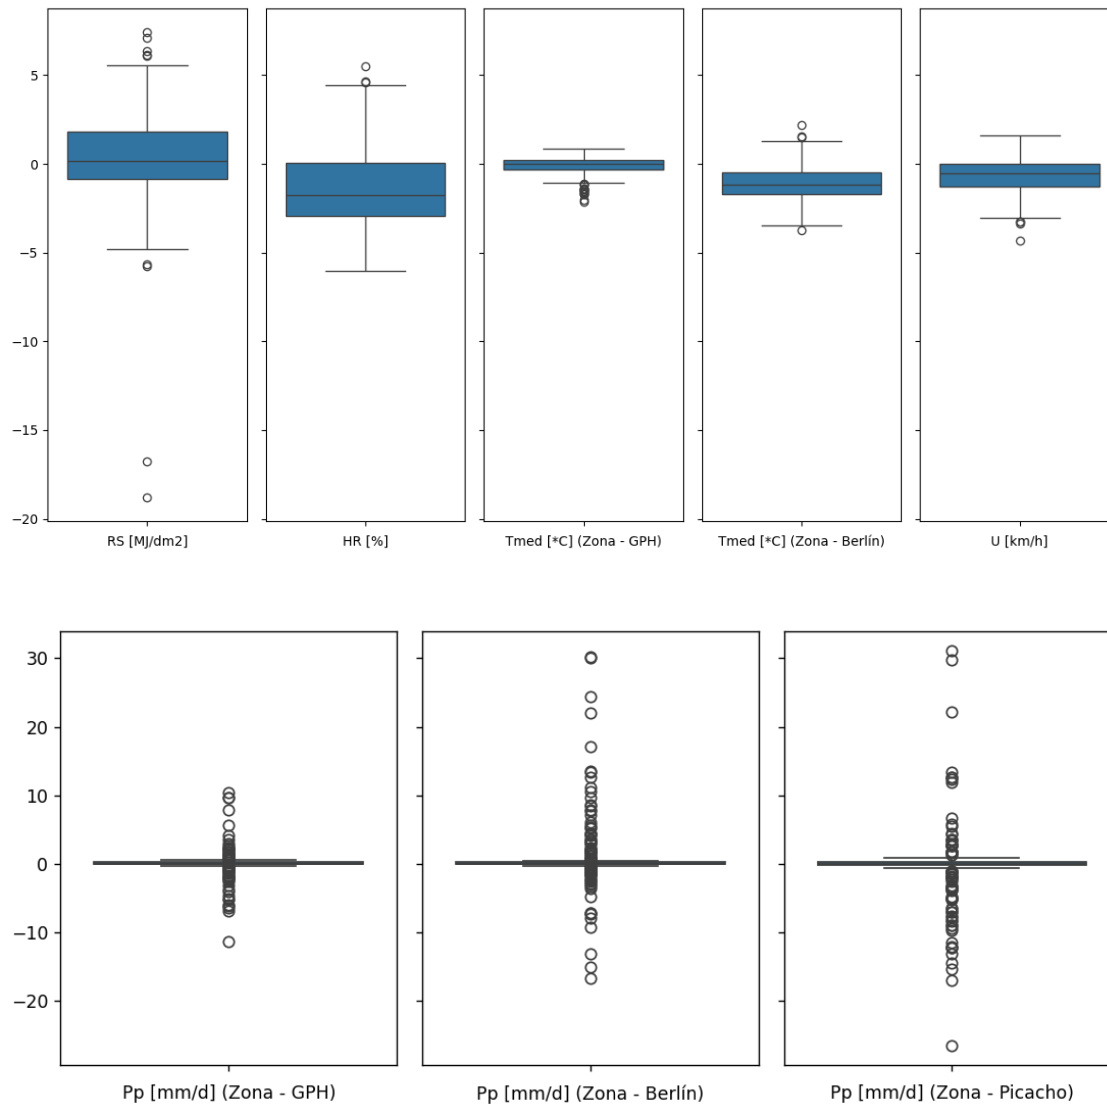 5
0
−5
−10
−15
−20
RS [MJ/dm2]
HR [%]
Tmed [*C] (Zona - GPH)
Tmed [*C] (Zona - Berlín)
U [km/h]
30
20
10
0
−10
−20
Pp [mm/d] (Zona - GPH)
Pp [mm/d] (Zona - Berlín)
Pp [mm/d] (Zona - Picacho)